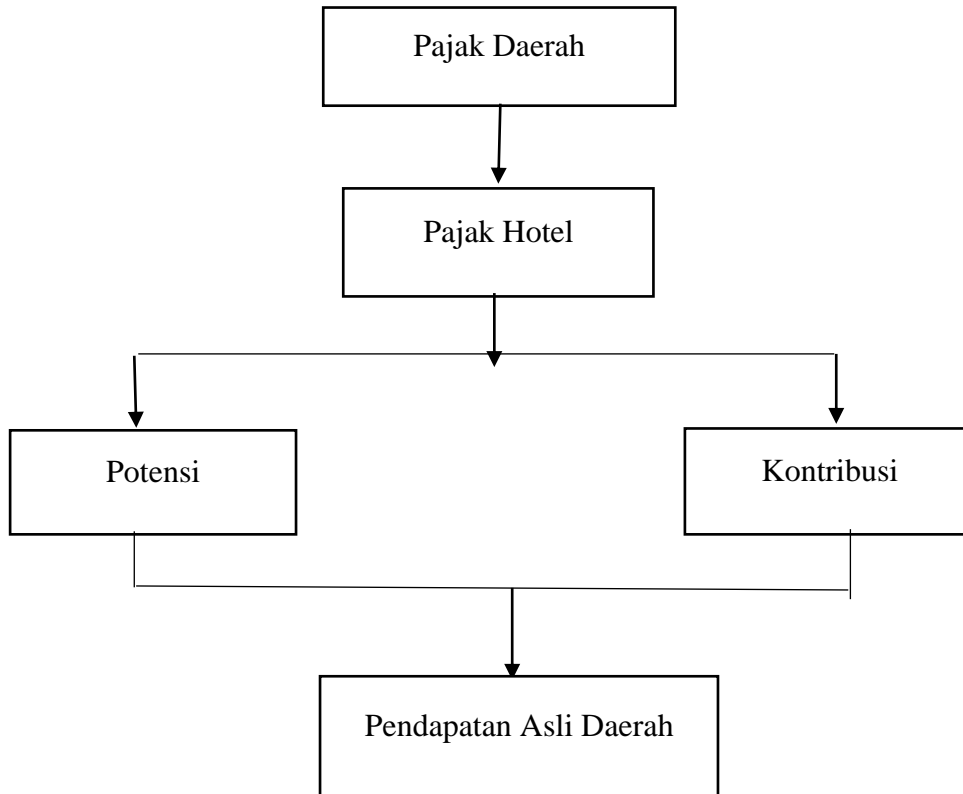 Pajak Daerah
Pajak Hotel
Potensi
Kontribusi
Pendapatan Asli Daerah